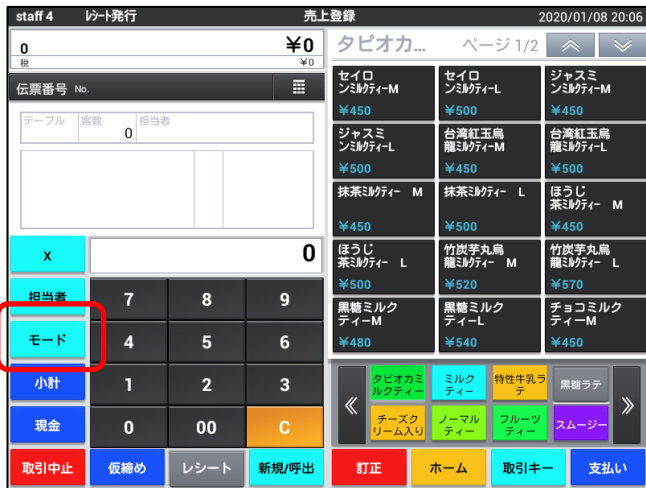 staff 4 ﾚｼｰﾄ発行 売上登録 2020/01/08 20:06
0 ¥0
税 ¥0
伝票番号 No.
テーブル 客数 担当者
0
X 0
担当者 7 8 9
モード 4 5 6
小計 1 2 3
現金 0 00 C
取引中止 仮締め レシート 新規/呼出
タピオカ... ページ 1/2
セイロ
ンﾐﾙｸﾃｨｰM
¥450
セイロ
ンﾐﾙｸﾃｨｰL
¥500
ジャスミ
ンﾐﾙｸﾃｨｰM
¥450
ジャスミ
ンﾐﾙｸﾃｨｰL
¥500
台湾紅玉烏
龍ﾐﾙｸﾃｨｰM
¥450
台湾紅玉烏
龍ﾐﾙｸﾃｨｰL
¥500
抹茶ﾐﾙｸﾃｨｰ M
¥450
抹茶ﾐﾙｸﾃｨｰ L
¥500
ほうじ
茶ﾐﾙｸﾃｨｰ M
¥450
ほうじ
茶ﾐﾙｸﾃｨｰ L
¥500
竹炭芋丸烏
龍ﾐﾙｸﾃｨｰ M
¥520
竹炭芋丸烏
龍ﾐﾙｸﾃｨｰ L
¥570
黒糖ミルク
ティーM
¥480
黒糖ミルク
ティーL
¥540
チョコミルク
ティーM
¥450
タピオカミ
ルクティー
ミルク
ティー
特性牛乳ラ
テ
黒糖ラテ
チーズク
リーム入り
ノーマル
ティー
フルーツ
ティー
スムージー
訂正 ホーム 取引キー 支払い